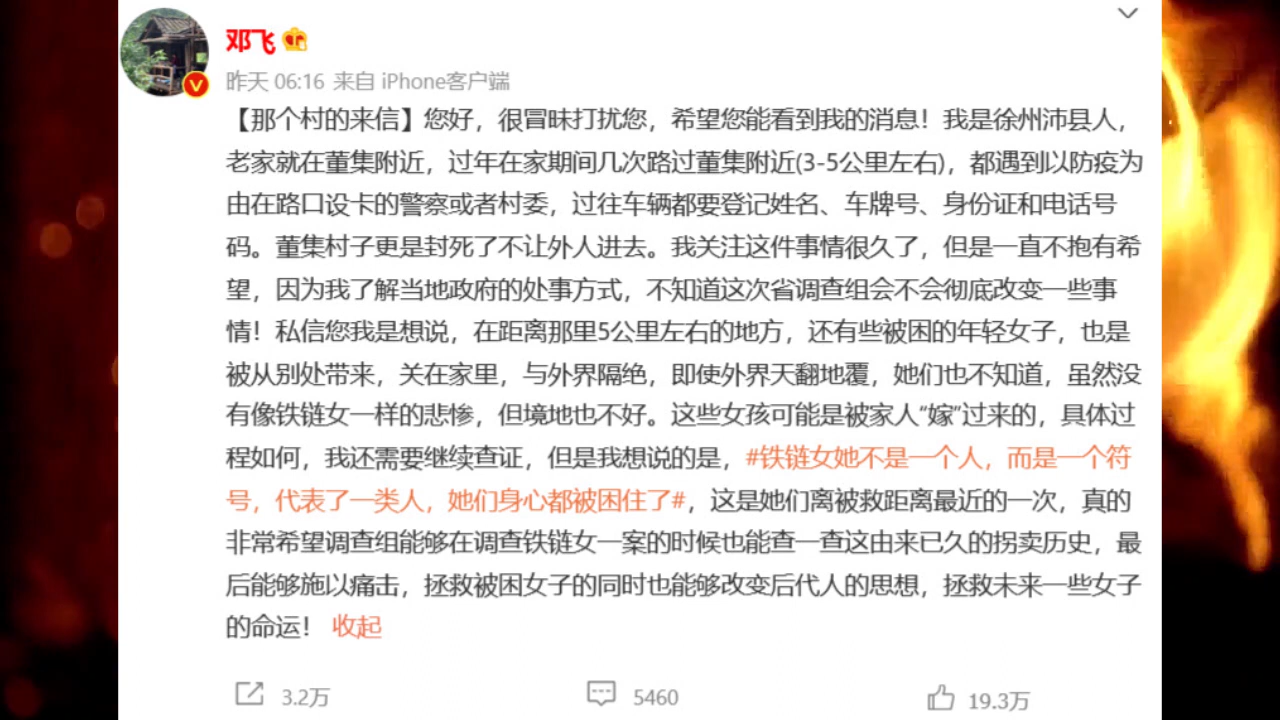 邓飞
昨天 06:16 来自 iPhone客户端
【那个村的来信】您好，很冒昧打扰您，希望您能看到我的消息！我是徐州沛县人，
老家就在董集附近，过年在家期间几次路过董集附近(3-5公里左右)，都遇到以防疫为
由在路口设卡的警察或者村委，过往车辆都要登记姓名、车牌号、身份证和电话号
码。董集村子更是封死了不让外人进去。我关注这件事情很久了，但是一直不抱有希
望，因为我了解当地政府的处事方式，不知道这次省调查组会不会彻底改变一些事
情！私信您我是想说，在距离那里5公里左右的地方，还有些被困的年轻女子，也是
被从别处带来，关在家里，与外界隔绝，即使外界天翻地覆，她们也不知道，虽然没
有像铁链女一样的悲惨，但境地也不好。这些女孩可能是被家人“嫁”过来的，具体过
程如何，我还需要继续查证，但是我想说的是，#铁链女她不是一个人，而是一个符
号，代表了一类人，她们身心都被困住了#，这是她们离被救距离最近的一次，真的
非常希望调查组能够在调查铁链女一案的时候也能查一查这由来已久的拐卖历史，最
后能够施以痛击，拯救被困女子的同时也能够改变后代人的思想，拯救未来一些女子
的命运！ 收起
3.2万 5460 19.3万